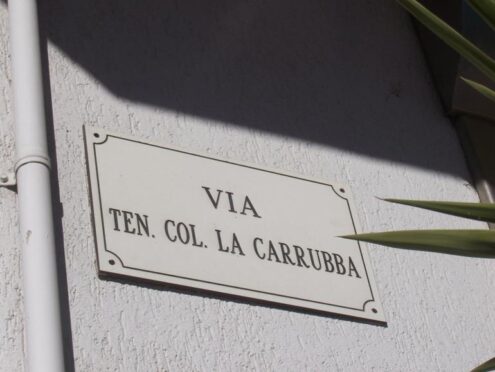 VIA
TEN. COL. LA CARRUBBA